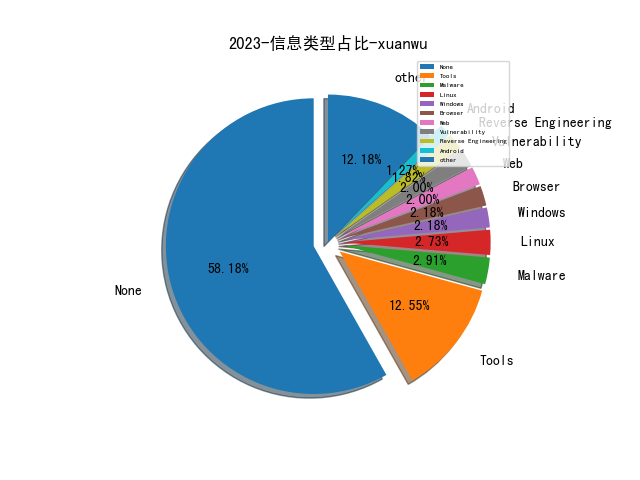 2023-信息类型占比-xuanwu
None
Tools
Malware
Linux
Windows
Browser
Web
Vulnerability
Reverse Engineering
Android
other
None
Tools
Malware
Linux
Windows
Browser
Web
Vulnerability
Reverse Engineering
Android
other
58.18%
12.55%
2.91%
2.73%
2.18%
2.18%
2.00%
2.00%
1.82%
1.27%
12.18%